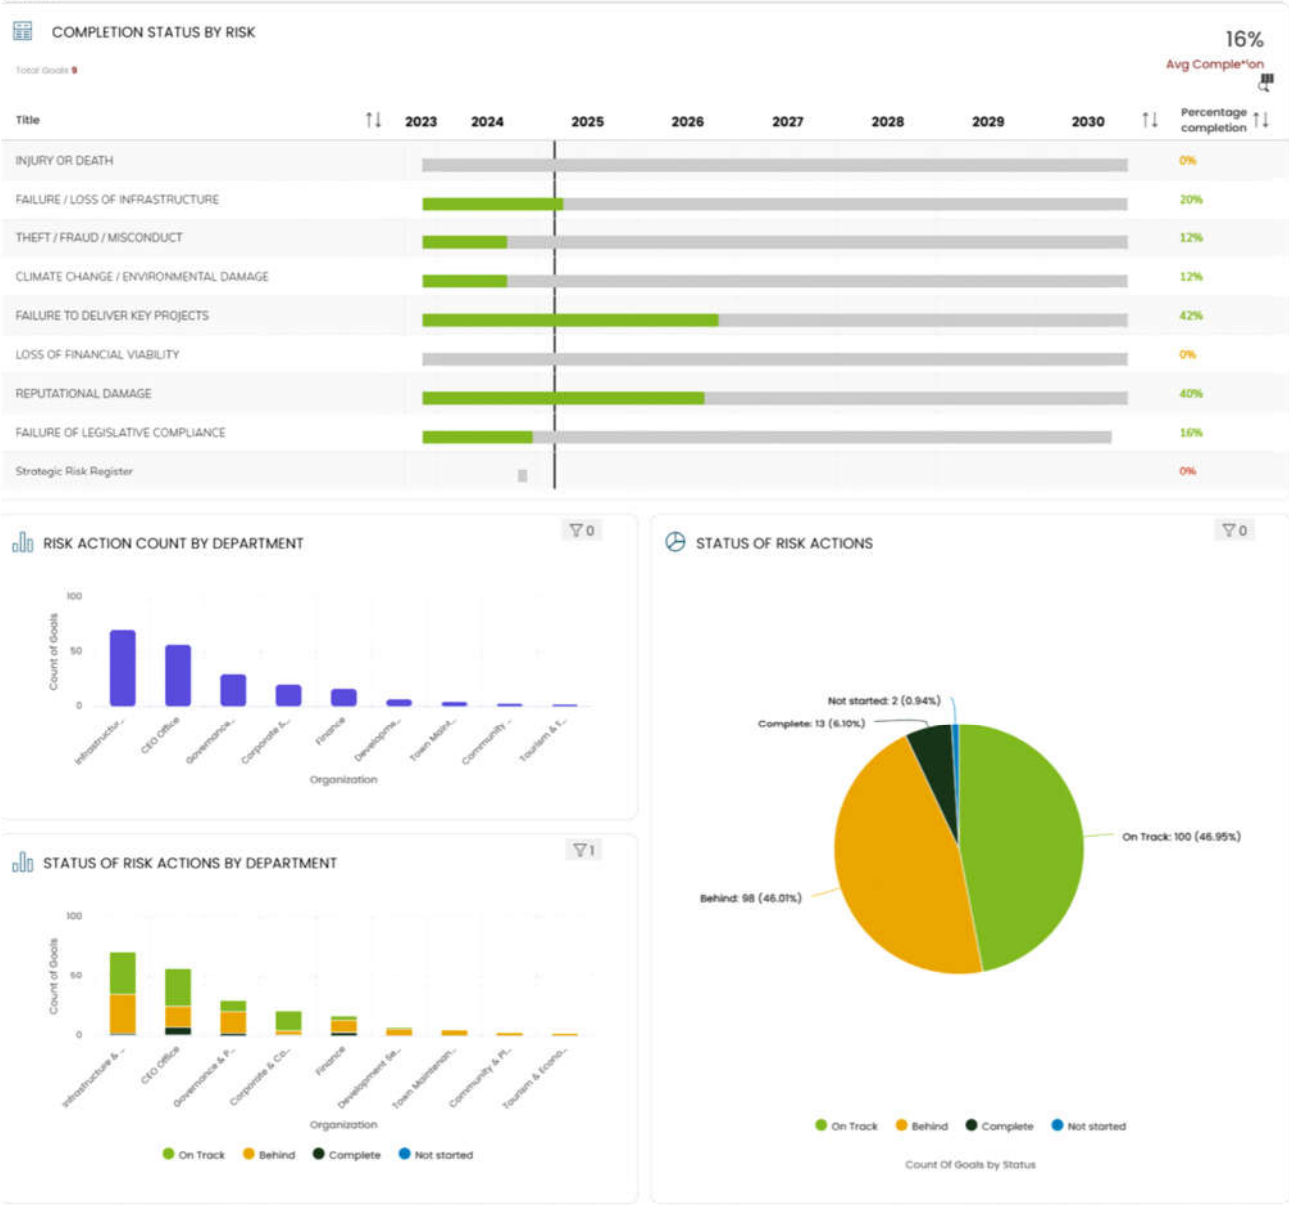 COMPLETION STATUS BY RISK
16%
Total Goals 9
Avg Completion
Title 2023 2024 2025 2026 2027 2028 2029 2030 Percentage completion
INJURY OR DEATH 0%
FAILURE / LOSS OF INFRASTRUCTURE 20%
THEFT / FRAUD / MISCONDUCT 12%
CLIMATE CHANGE / ENVIRONMENTAL DAMAGE 12%
FAILURE TO DELIVER KEY PROJECTS 42%
LOSS OF FINANCIAL VIABILITY 0%
REPUTATIONAL DAMAGE 40%
FAILURE OF LEGISLATIVE COMPLIANCE 16%
Strategic Risk Register 0%
RISK ACTION COUNT BY DEPARTMENT
0
Count of Goals
100
50
0
Infrastructur...
CEO Office
Governance...
Corporate &...
Finance
Developme...
Town Maint...
Community ...
Tourism & E...
Organization
STATUS OF RISK ACTIONS BY DEPARTMENT
1
Count of Goals
100
50
0
Infrastructure & ...
CEO Office
Governance & P...
Corporate & Co...
Finance
Development Se...
Town Maintenan...
Community & Pl...
Tourism & Econo...
Organization
On Track Behind Complete Not started
STATUS OF RISK ACTIONS
0
Not started: 2 (0.94%)
Complete: 13 (6.10%)
On Track: 100 (46.95%)
Behind: 98 (46.01%)
On Track Behind Complete Not started
Count Of Goals by Status